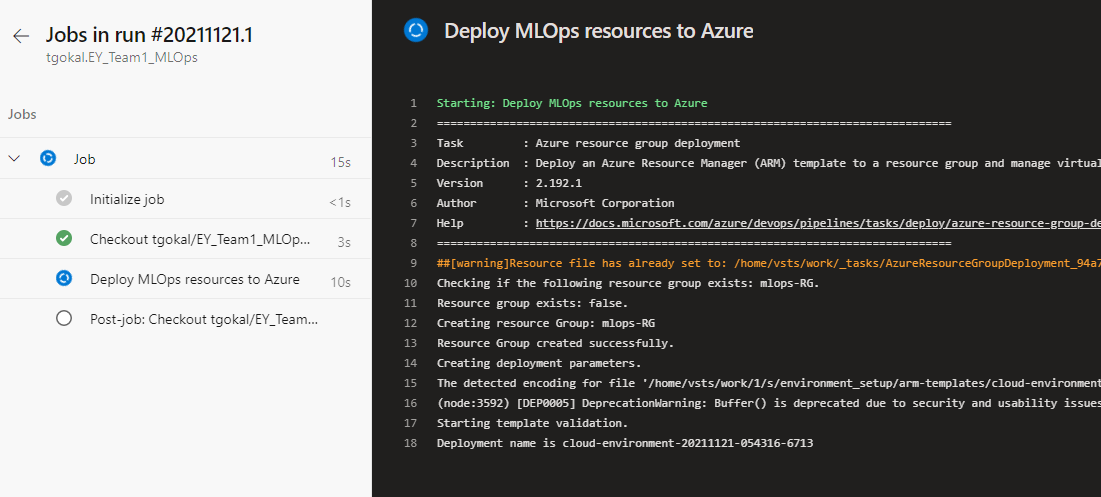 Jobs in run #20211121.1
tgokal.EY_Team1_MLOps
Jobs
Job 15s
Initialize job <1s
Checkout tgokal/EY_Team1_MLOp... 3s
Deploy MLOps resources to Azure 10s
Post-job: Checkout tgokal/EY_Team...
Deploy MLOps resources to Azure
1 Starting: Deploy MLOps resources to Azure
2 ==============================================================================
3 Task : Azure resource group deployment
4 Description : Deploy an Azure Resource Manager (ARM) template to a resource group and manage virtual
5 Version : 2.192.1
6 Author : Microsoft Corporation
7 Help : https://docs.microsoft.com/azure/devops/pipelines/tasks/deploy/azure-resource-group-de
8 ==============================================================================
9 ##[warning]Resource file has already set to: /home/vsts/work/_tasks/AzureResourceGroupDeployment_94a7
10 Checking if the following resource group exists: mlops-RG.
11 Resource group exists: false.
12 Creating resource Group: mlops-RG
13 Resource Group created successfully.
14 Creating deployment parameters.
15 The detected encoding for file '/home/vsts/work/1/s/environment_setup/arm-templates/cloud-environment
16 (node:3592) [DEP0005] DeprecationWarning: Buffer() is deprecated due to security and usability issues
17 Starting template validation.
18 Deployment name is cloud-environment-20211121-054316-6713